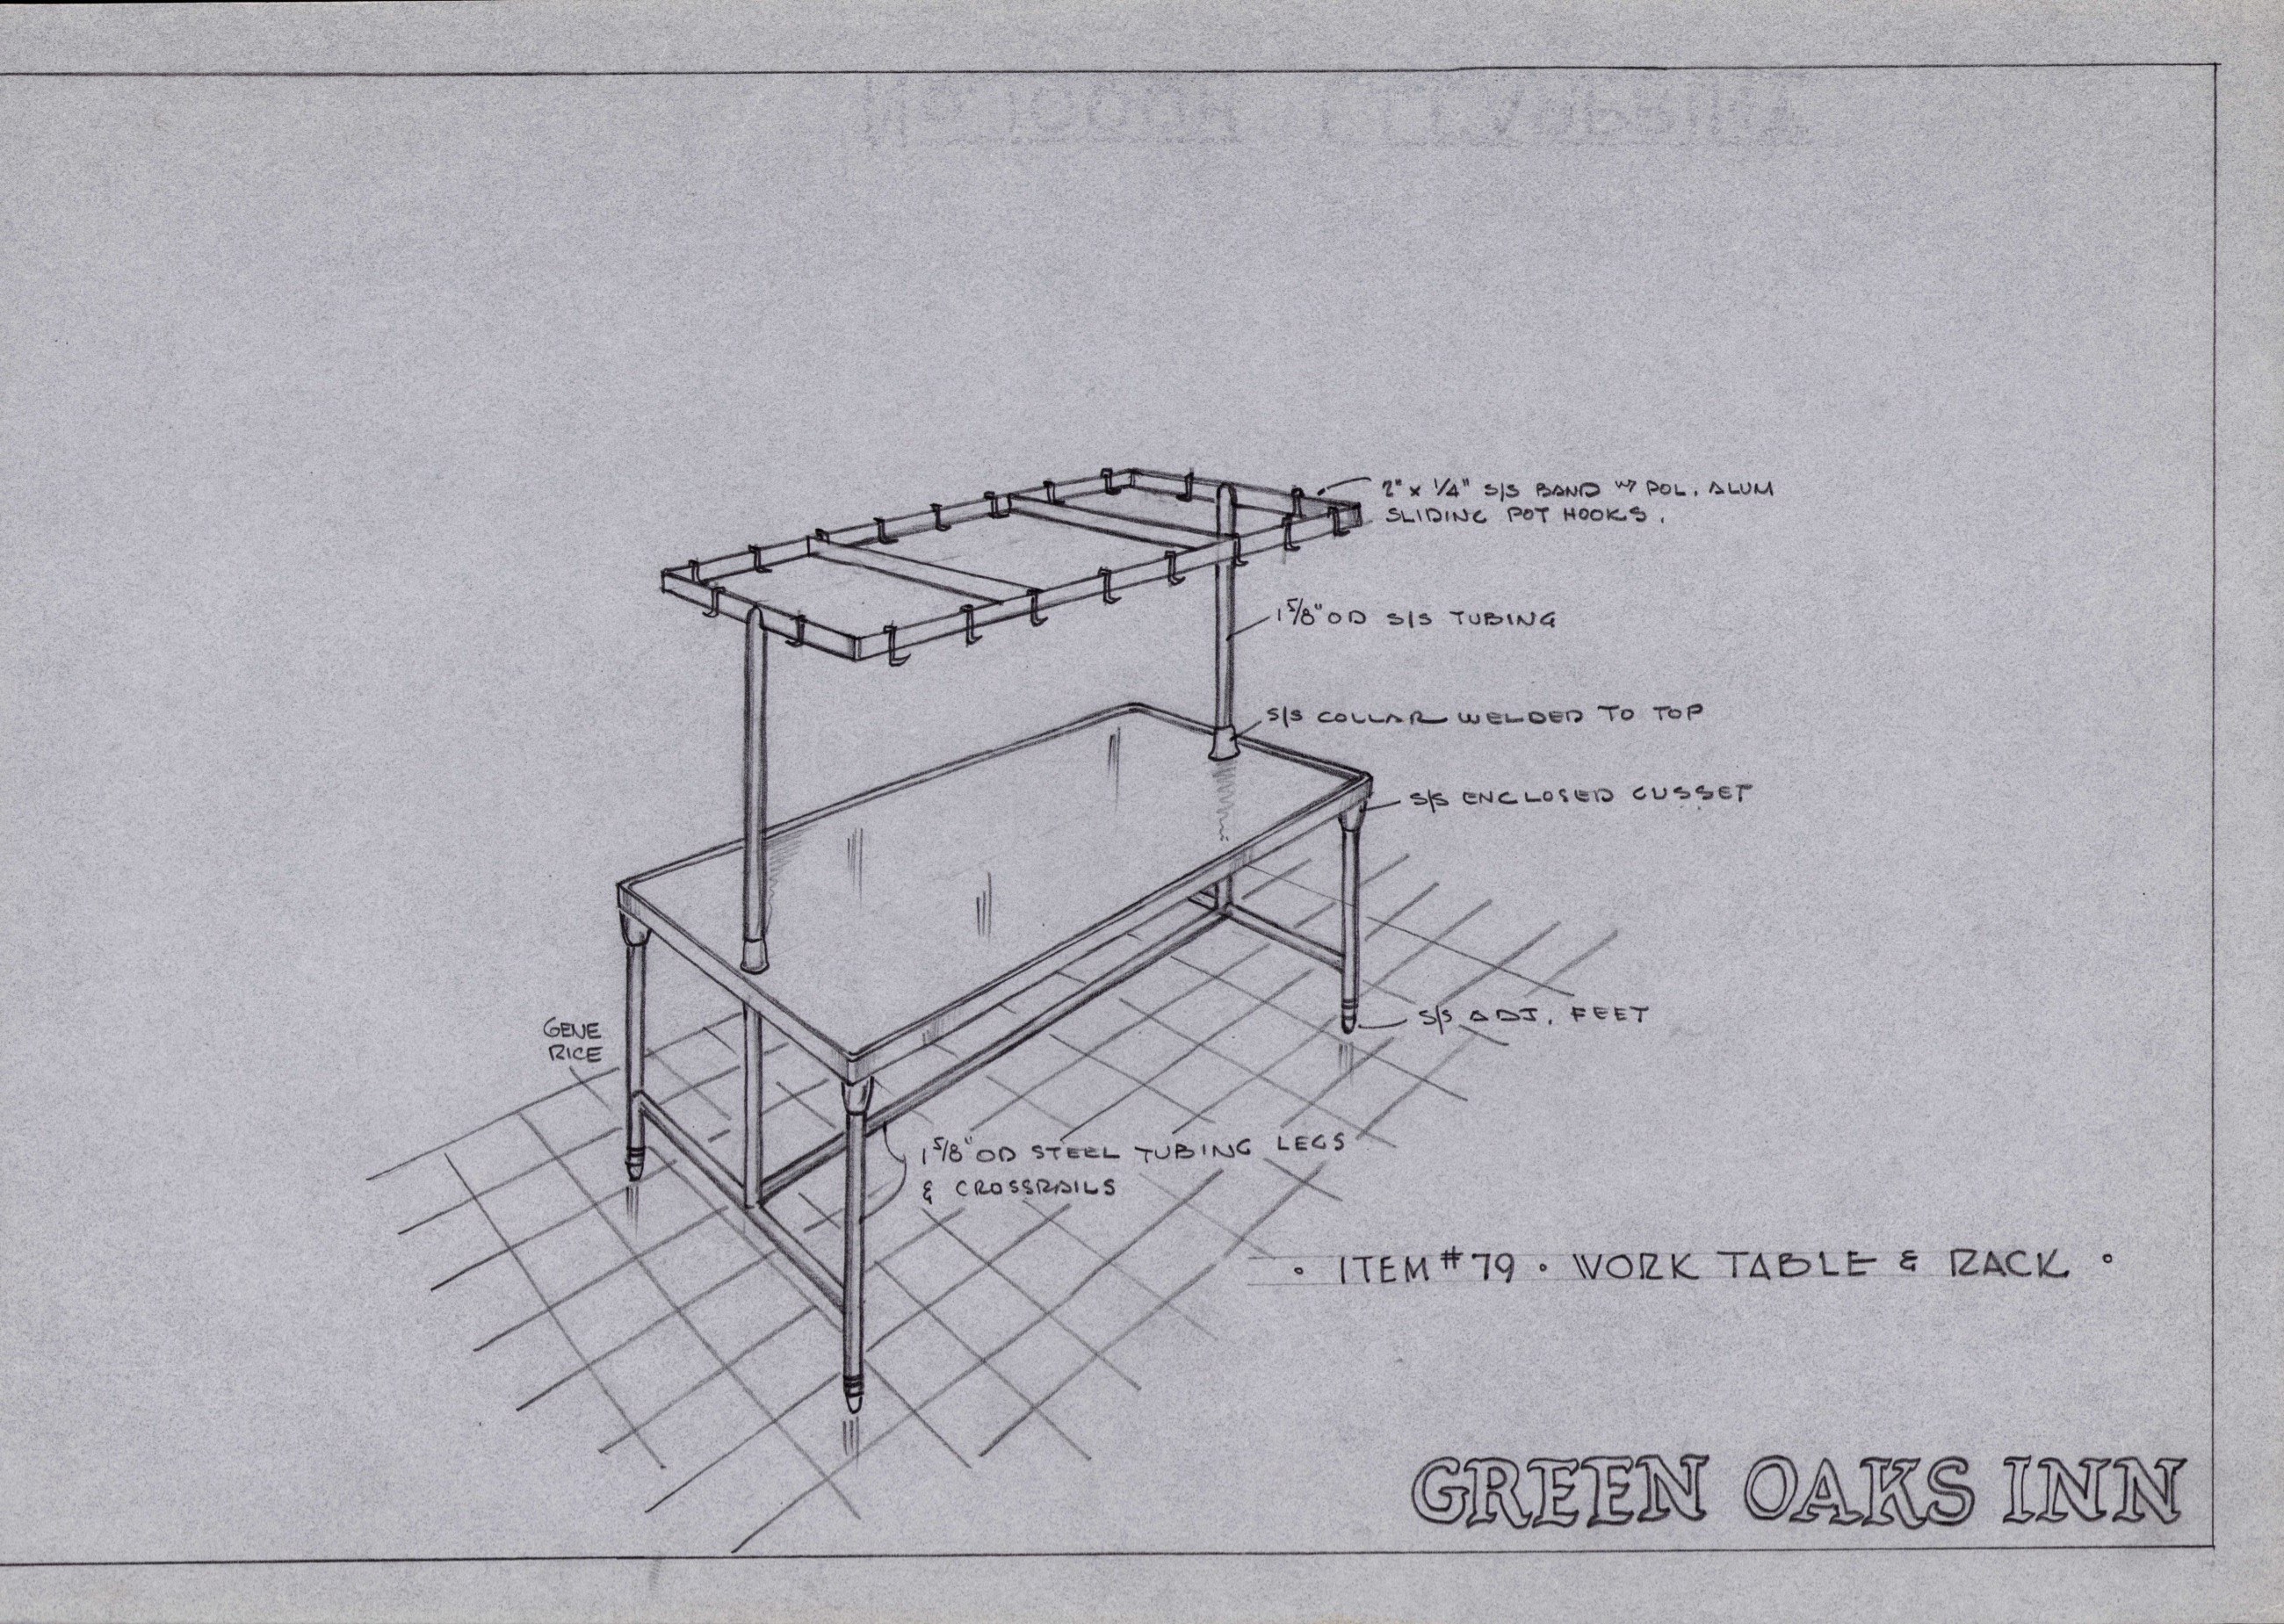 2" x 1/4" S/S BAND W/ POL. ALUM
SLIDING POT HOOKS.
1 5/8" OD S/S TUBING
S/S COLLAR WELDED TO TOP
S/S ENCLOSED GUSSET
S/S ADJ. FEET
GENE
RICE
1 5/8" OD STEEL TUBING LEGS
& CROSSRAILS
• ITEM #79 • WORK TABLE & RACK •
GREEN OAKS INN